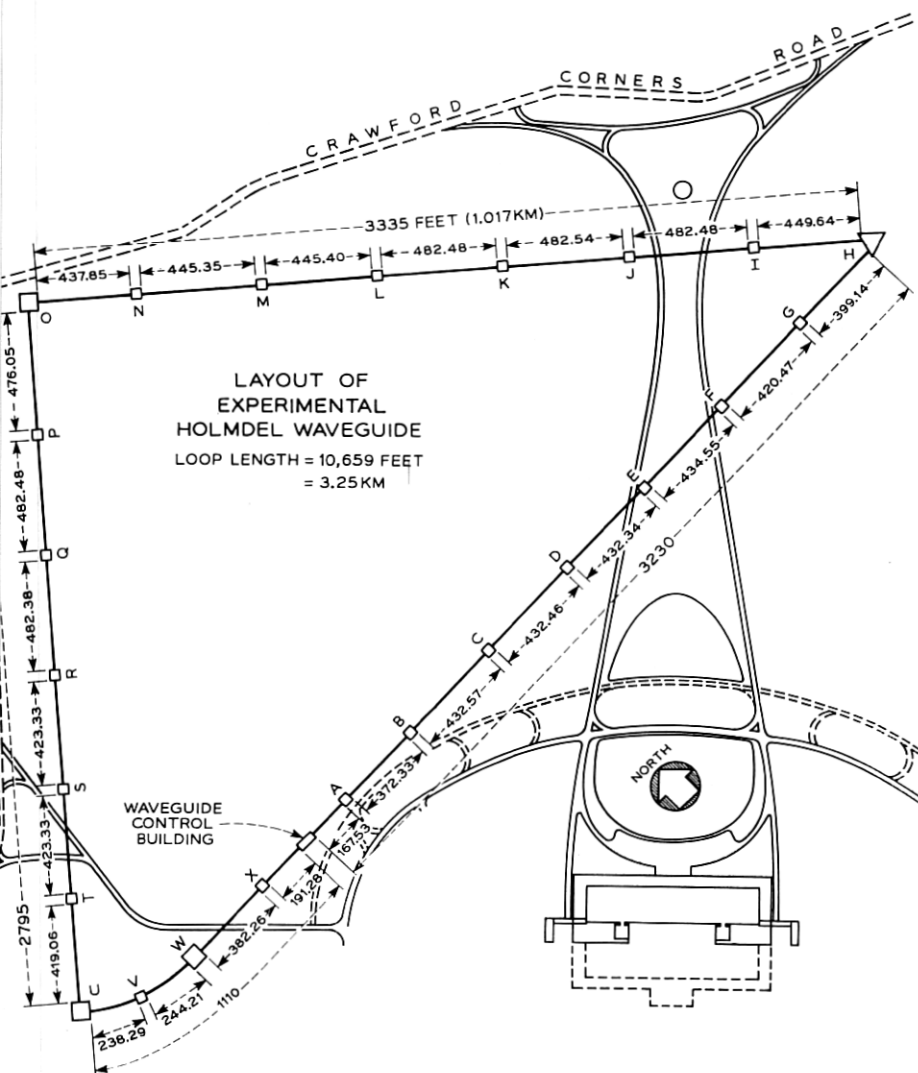 CRAWFORD
CORNERS
ROAD
3335 FEET (1.017KM)
437.85
445.35
445.40
482.48
482.54
482.48
449.64
O
N
M
L
K
J
I
H
LAYOUT OF
EXPERIMENTAL
HOLMDEL WAVEGUIDE
LOOP LENGTH = 10,659 FEET
= 3.25KM
G
399.14
F
420.47
E
434.55
D
432.34
3230
C
432.46
B
432.57
A
372.33
167.53
NORTH
WAVEGUIDE
CONTROL
BUILDING
X
191.28
W
382.26
V
244.21
1110
U
238.29
476.05
P
482.48
Q
482.38
R
423.33
S
423.33
T
419.06
2795